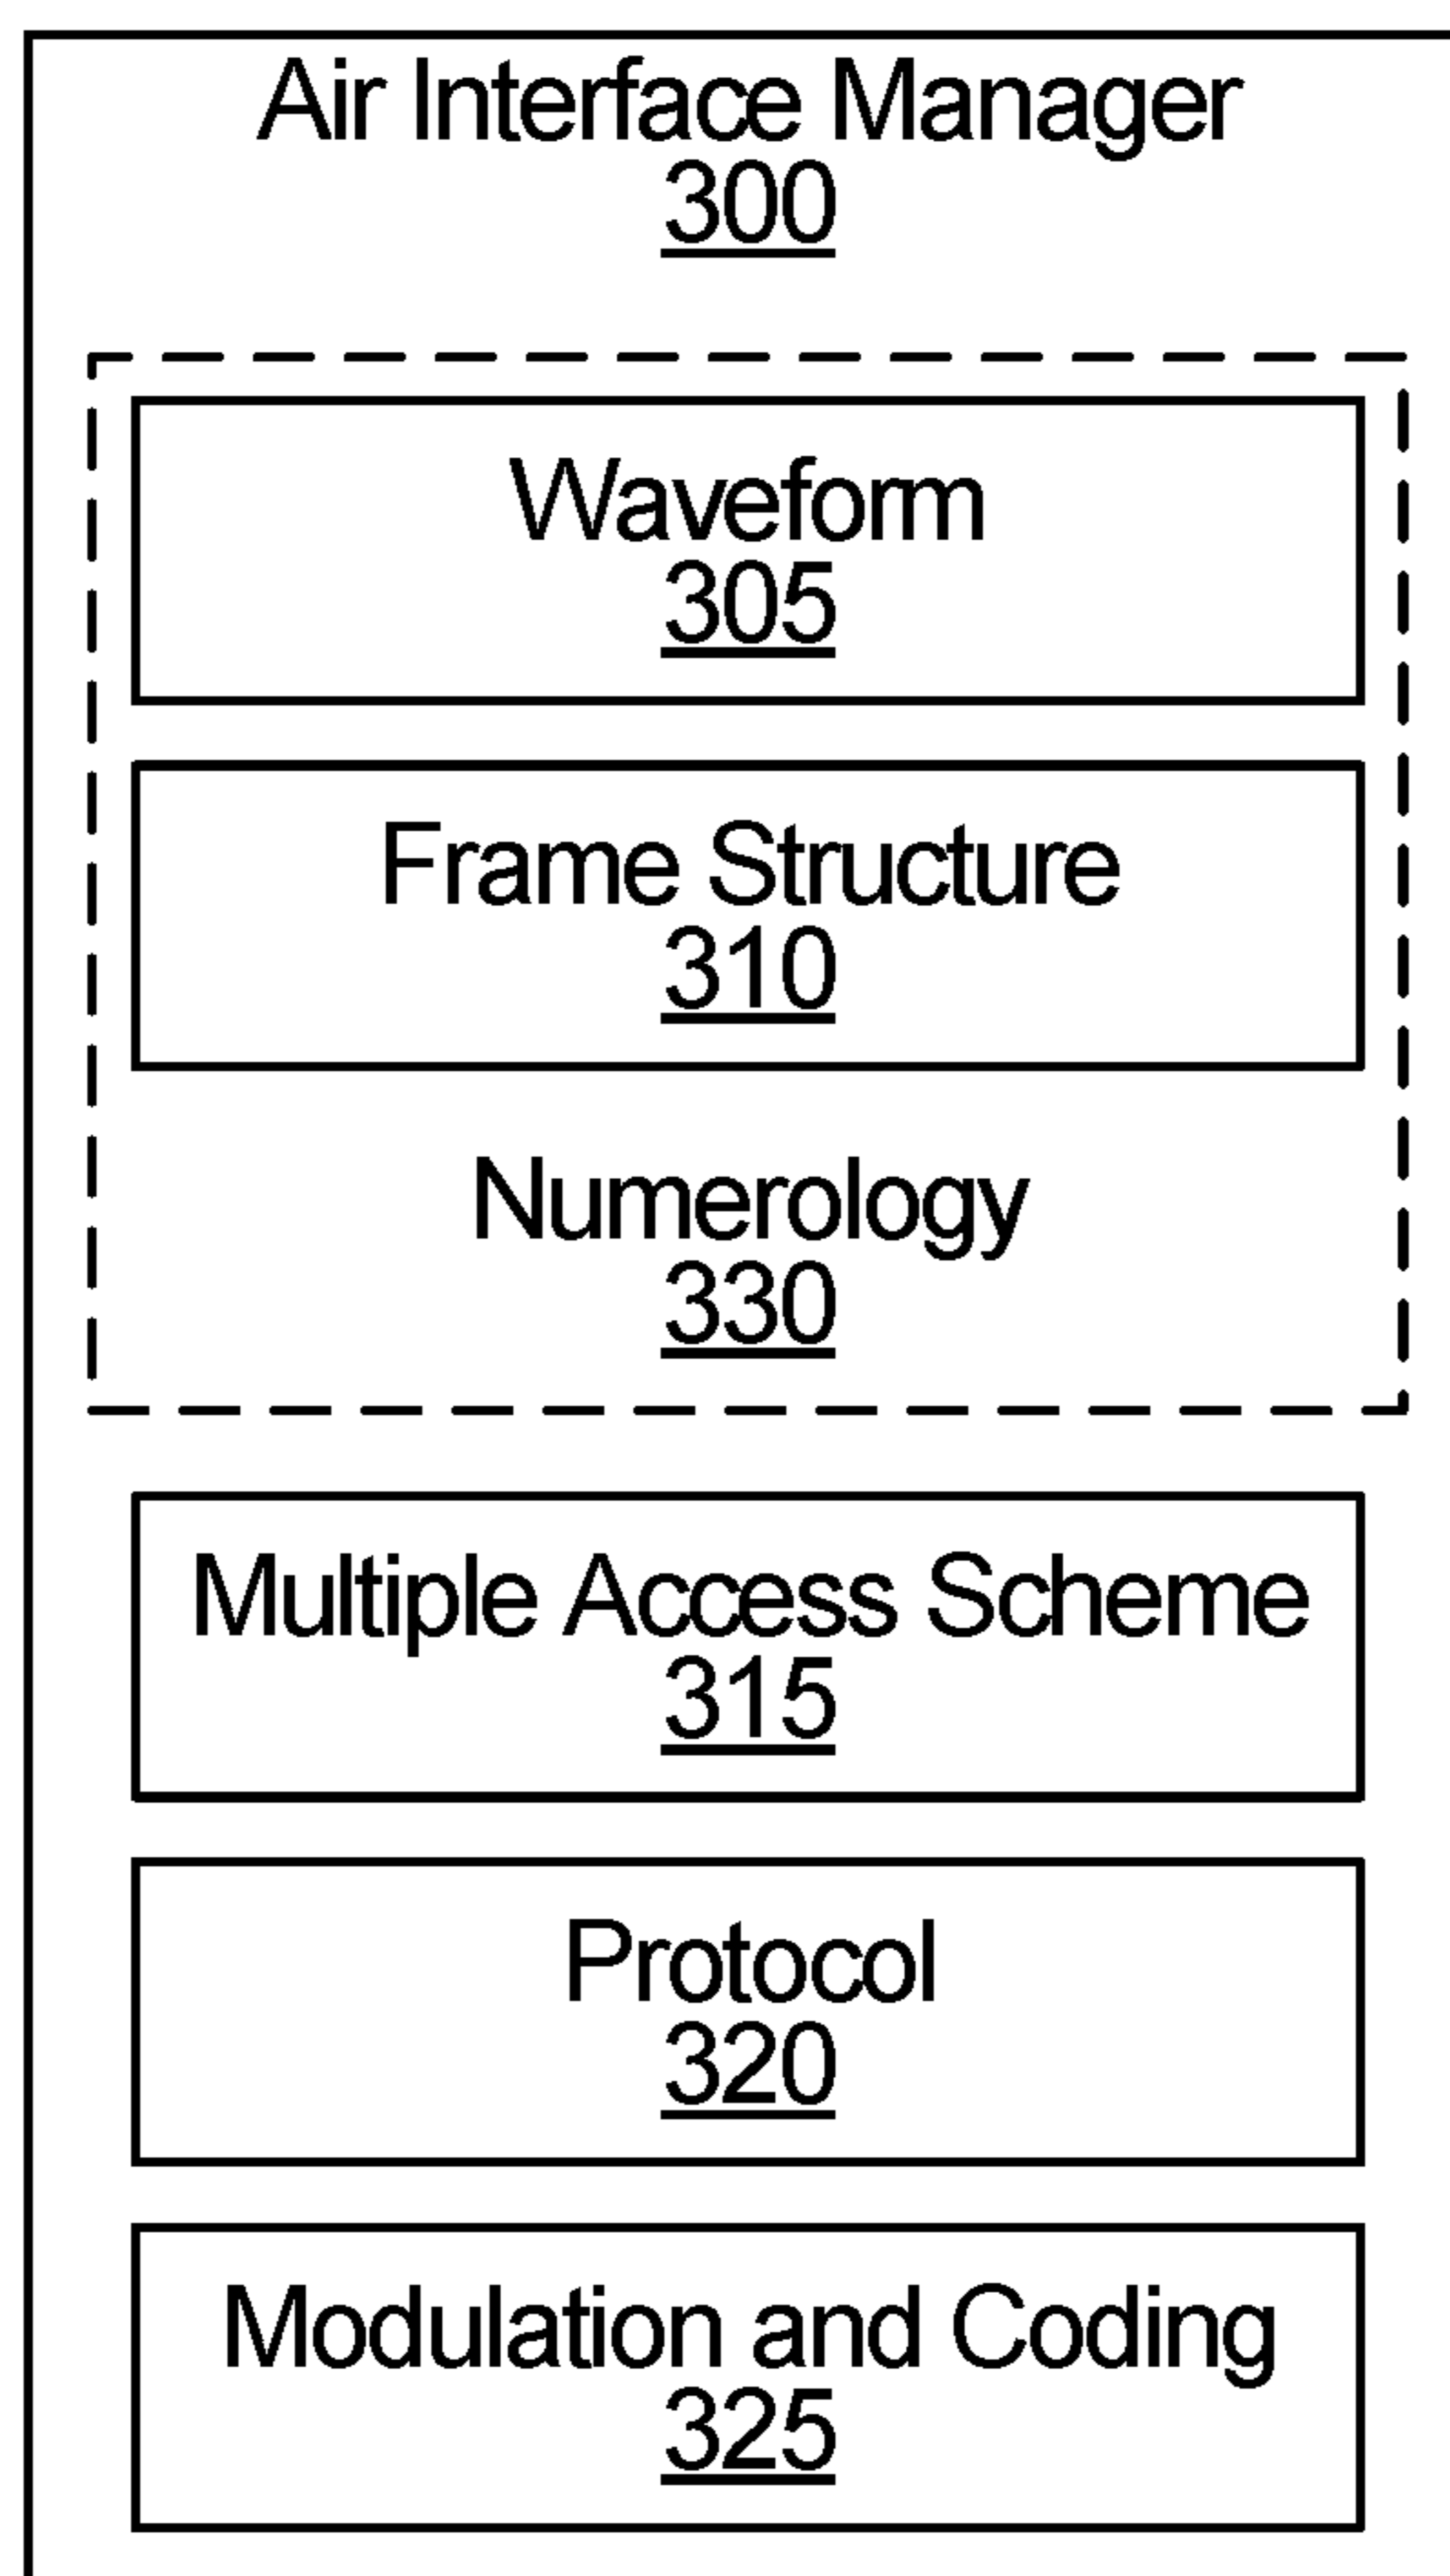 Air Interface Manager
300
Waveform
305
Frame Structure
310
Numerology
330
Multiple Access Scheme
315
Protocol
320
Modulation and Coding
325